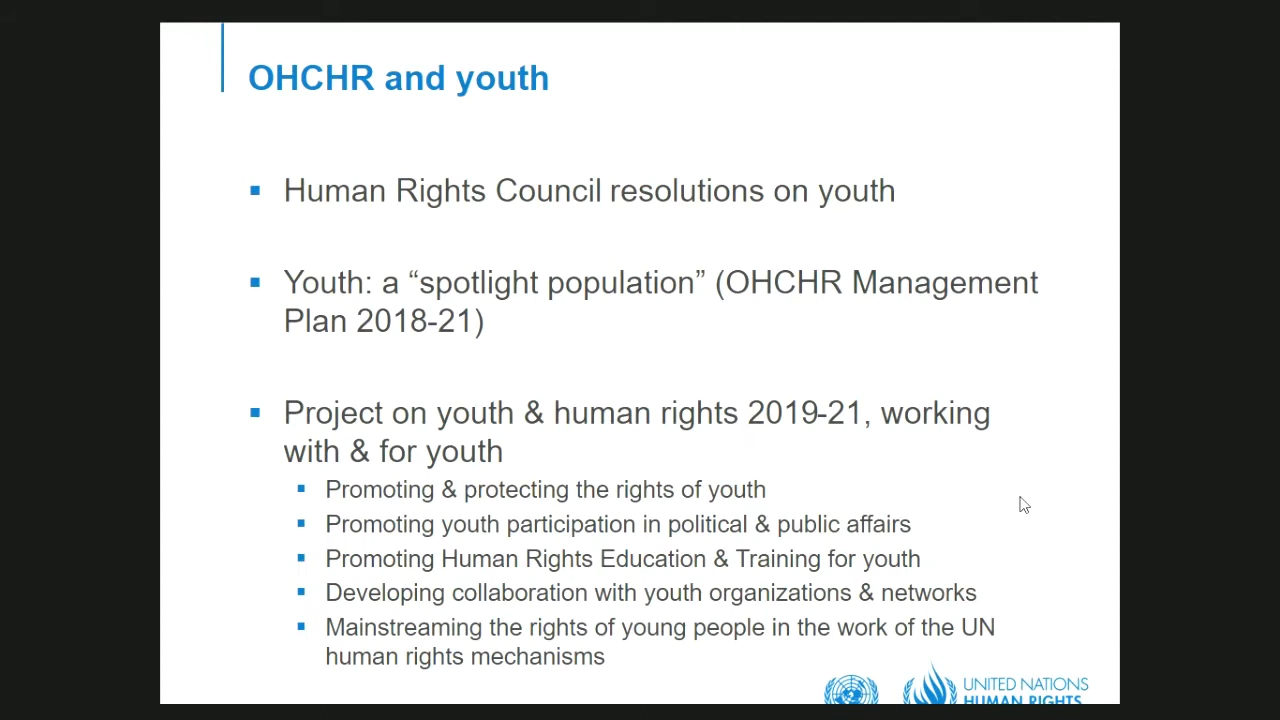 OHCHR and youth
Human Rights Council resolutions on youth
Youth: a “spotlight population” (OHCHR Management
Plan 2018-21)
Project on youth & human rights 2019-21, working
with & for youth
Promoting & protecting the rights of youth
Promoting youth participation in political & public affairs
Promoting Human Rights Education & Training for youth
Developing collaboration with youth organizations & networks
Mainstreaming the rights of young people in the work of the UN
human rights mechanisms
UNITED NATIONS
HUMAN RIGHTS